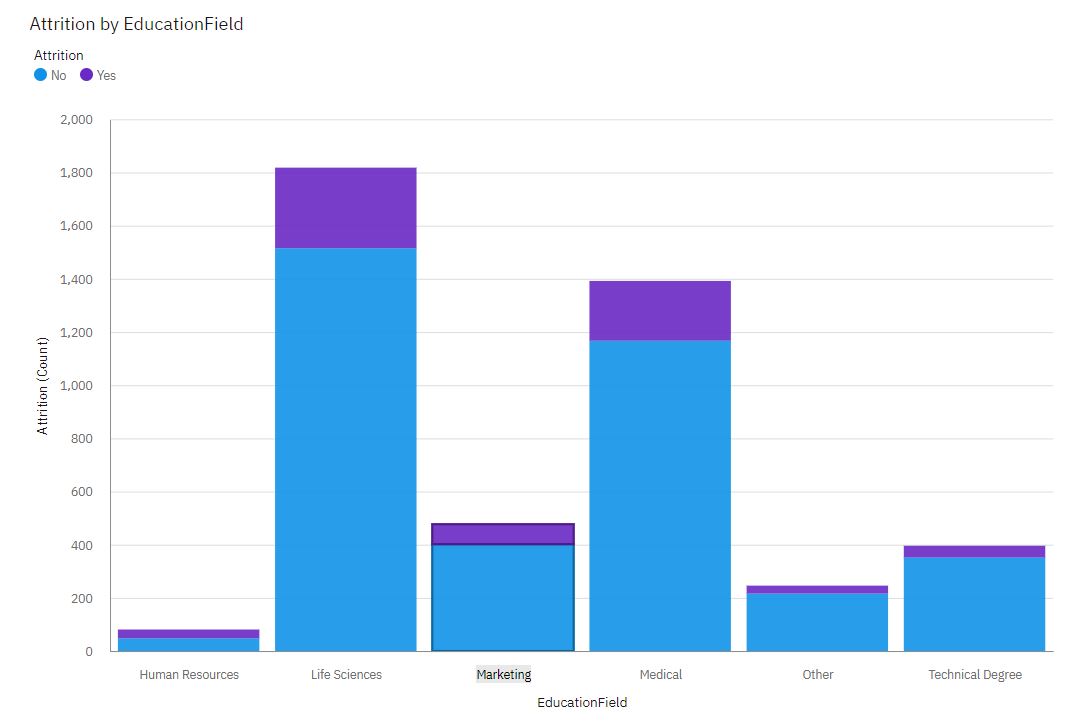 Attrition by EducationField
Attrition
No Yes
2,000
1,800
1,600
1,400
1,200
1,000
800
600
400
200
0
Attrition (Count)
Human Resources Life Sciences Marketing Medical Other Technical Degree
EducationField